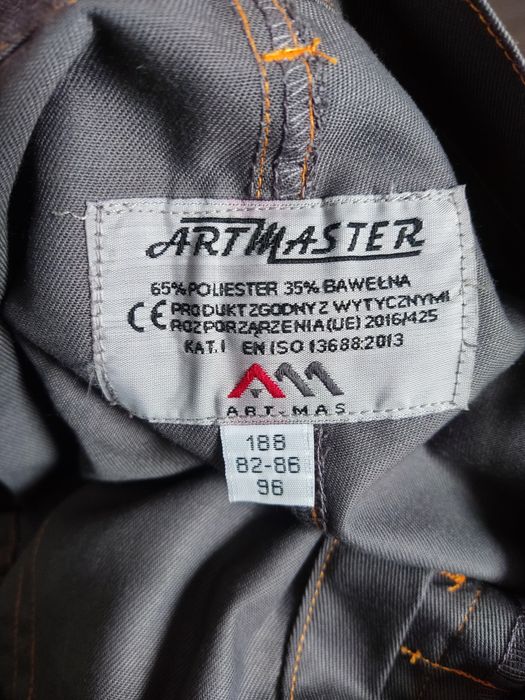 ARTMASTER
65% POLIESTER 35% BAWEŁNA
CE PRODUKT ZGODNY Z WYTYCZNYMI
ROZPORZĄRZENIA (UE) 2016/425
KAT. I EN ISO 13688:2013
ART.MAS
188
82-86
96